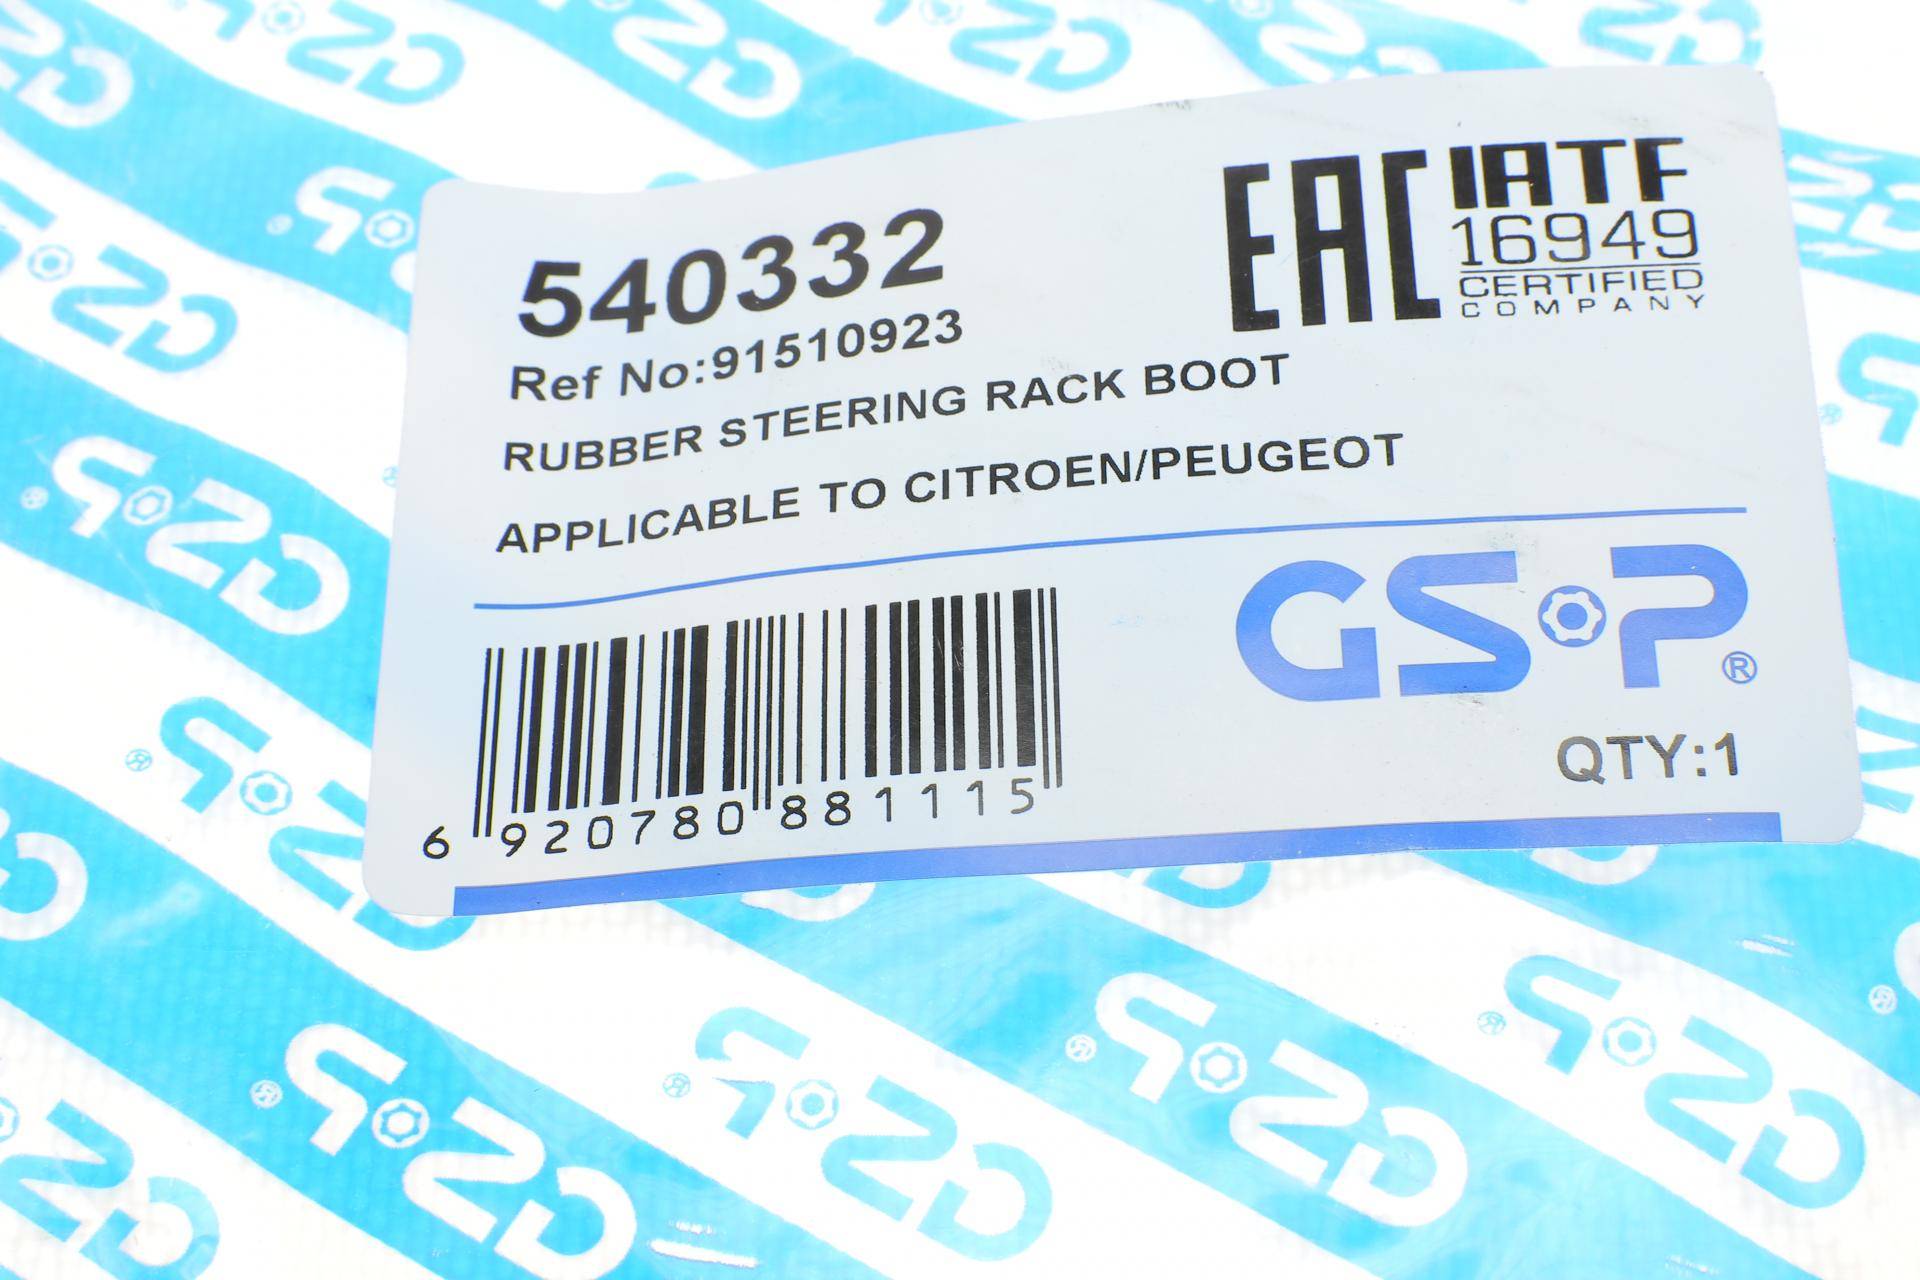 540332
Ref No:91510923
RUBBER STEERING RACK BOOT
APPLICABLE TO CITROEN/PEUGEOT
EAC
IATF
16949
CERTIFIED
COMPANY
GSP®
QTY:1
6 920780 881115